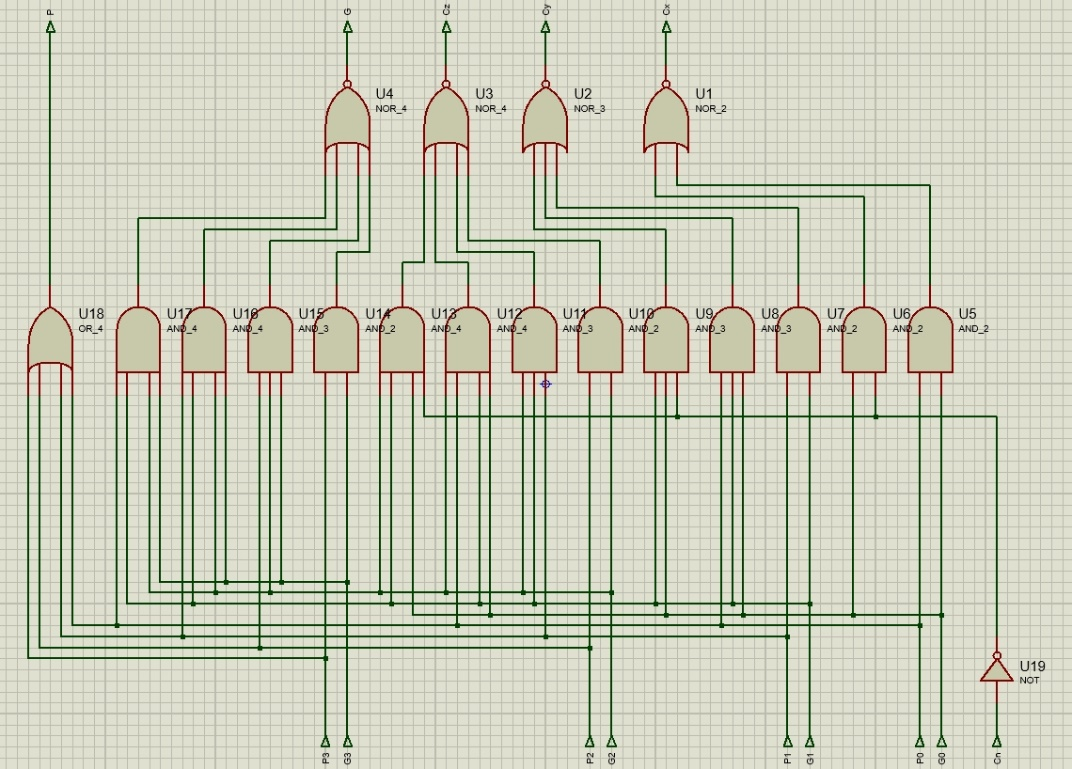 P
G
Cz
Cy
Cx
U4
NOR_4
U3
NOR_4
U2
NOR_3
U1
NOR_2
U18
OR_4
U17
AND_4
U16
AND_4
U15
AND_3
U14
AND_2
U13
AND_4
U12
AND_4
U11
AND_3
U10
AND_2
U9
AND_3
U8
AND_3
U7
AND_2
U6
AND_2
U5
AND_2
U19
NOT
P3
G3
P2
G2
P1
G1
P0
G0
Cn